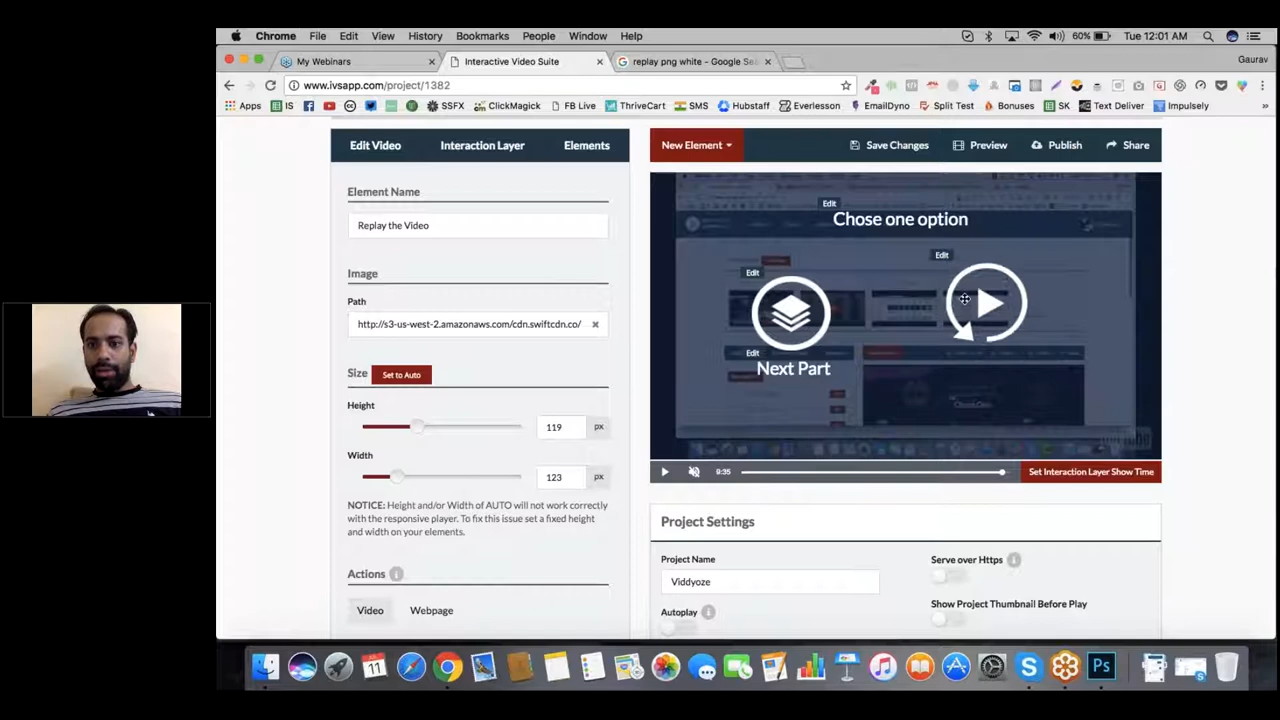 Chrome File Edit View History Bookmarks People Window Help 60% Tue 12:01 AM
My Webinars Interactive Video Suite replay png white - Google Se Gaurav
www.ivsapp.com/project/1382
Apps IS CC SSFX ClickMagick FB Live ThriveCart SMS Hubstaff Everlesson EmailDyno Split Test Bonuses SK Text Deliver Impulsely »
Edit Video Interaction Layer Elements
New Element Save Changes Preview Publish Share
Element Name
Replay the Video
Image
Path
http://s3-us-west-2.amazonaws.com/cdn.swiftcdn.co/
Size Set to Auto
Height
119 px
Width
123 px
NOTICE: Height and/or Width of AUTO will not work correctly
with the responsive player. To fix this issue set a fixed height
and width on your elements.
Actions
Video Webpage
Edit
Chose one option
Edit
Edit
Edit
Next Part
9:35 Set Interaction Layer Show Time
Project Settings
Project Name
Viddyoze
Autoplay
Serve over Https
Show Project Thumbnail Before Play
11
Ps